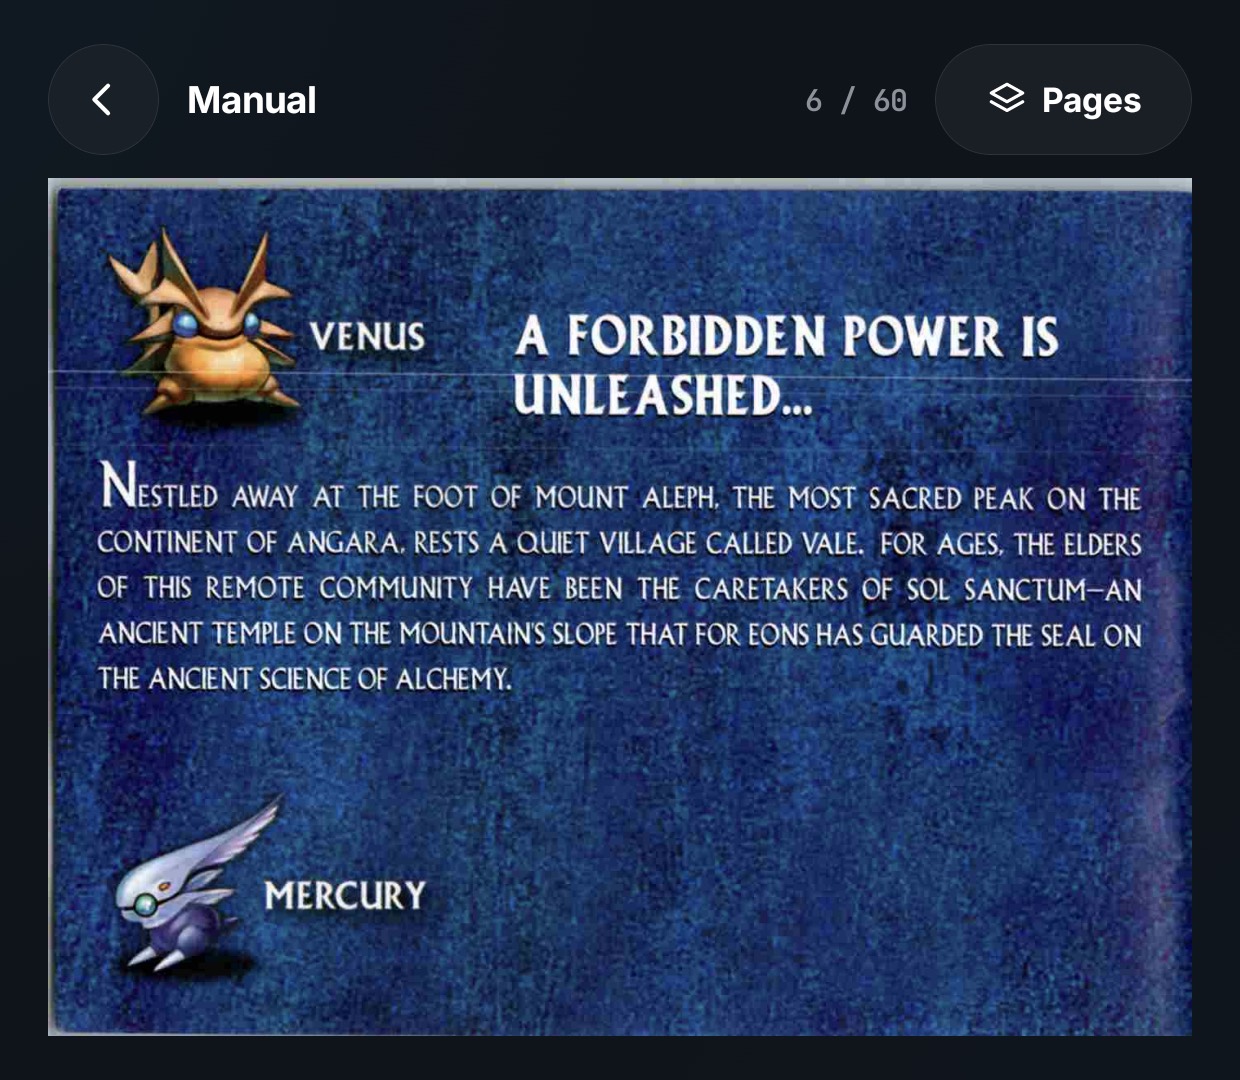 Manual
6 / 60
Pages
VENUS
A FORBIDDEN POWER IS
UNLEASHED...
NESTLED AWAY AT THE FOOT OF MOUNT ALEPH, THE MOST SACRED PEAK ON THE
CONTINENT OF ANGARA, RESTS A QUIET VILLAGE CALLED VALE. FOR AGES, THE ELDERS
OF THIS REMOTE COMMUNITY HAVE BEEN THE CARETAKERS OF SOL SANCTUM—AN
ANCIENT TEMPLE ON THE MOUNTAIN'S SLOPE THAT FOR EONS HAS GUARDED THE SEAL ON
THE ANCIENT SCIENCE OF ALCHEMY.
MERCURY